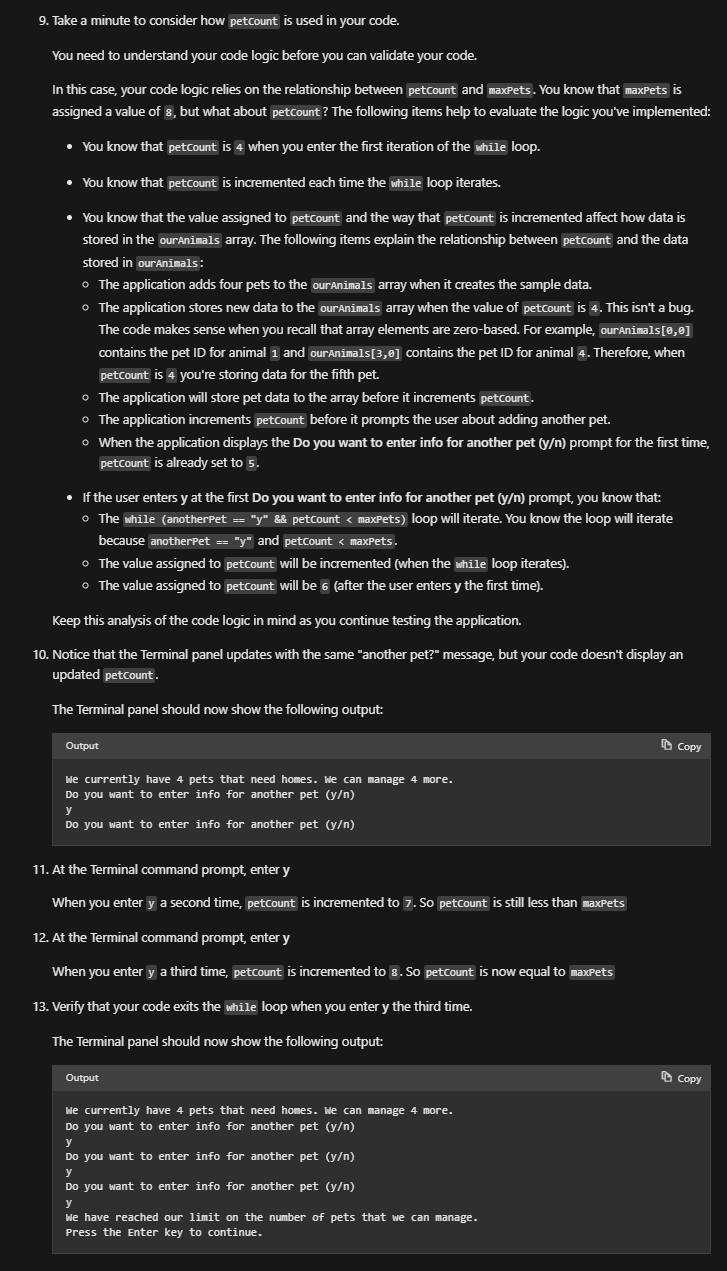 9. Take a minute to consider how petCount is used in your code.
You need to understand your code logic before you can validate your code.
In this case, your code logic relies on the relationship between petCount and maxPets. You know that maxPets is
assigned a value of 8, but what about petCount? The following items help to evaluate the logic you've implemented:
• You know that petCount is 4 when you enter the first iteration of the while loop.
• You know that petCount is incremented each time the while loop iterates.
• You know that the value assigned to petCount and the way that petCount is incremented affect how data is
stored in the ourAnimals array. The following items explain the relationship between petCount and the data
stored in ourAnimals:
○ The application adds four pets to the ourAnimals array when it creates the sample data.
○ The application stores new data to the ourAnimals array when the value of petCount is 4. This isn't a bug.
The code makes sense when you recall that array elements are zero-based. For example, ourAnimals[0,0]
contains the pet ID for animal 1 and ourAnimals[3,0] contains the pet ID for animal 4. Therefore, when
petCount is 4 you're storing data for the fifth pet.
○ The application will store pet data to the array before it increments petCount.
○ The application increments petCount before it prompts the user about adding another pet.
○ When the application displays the Do you want to enter info for another pet (y/n) prompt for the first time,
petCount is already set to 5.
• If the user enters y at the first Do you want to enter info for another pet (y/n) prompt, you know that:
○ The while (anotherPet == "y" && petCount < maxPets) loop will iterate. You know the loop will iterate
because anotherPet == "y" and petCount < maxPets.
○ The value assigned to petCount will be incremented (when the while loop iterates).
○ The value assigned to petCount will be 6 (after the user enters y the first time).
Keep this analysis of the code logic in mind as you continue testing the application.
10. Notice that the Terminal panel updates with the same "another pet?" message, but your code doesn't display an
updated petCount.
The Terminal panel should now show the following output:
Output Copy
We currently have 4 pets that need homes. We can manage 4 more.
Do you want to enter info for another pet (y/n)
y
Do you want to enter info for another pet (y/n)
11. At the Terminal command prompt, enter y
When you enter y a second time, petCount is incremented to 7. So petCount is still less than maxPets
12. At the Terminal command prompt, enter y
When you enter y a third time, petCount is incremented to 8. So petCount is now equal to maxPets
13. Verify that your code exits the while loop when you enter y the third time.
The Terminal panel should now show the following output:
Output Copy
We currently have 4 pets that need homes. We can manage 4 more.
Do you want to enter info for another pet (y/n)
y
Do you want to enter info for another pet (y/n)
y
Do you want to enter info for another pet (y/n)
y
We have reached our limit on the number of pets that we can manage.
Press the Enter key to continue.